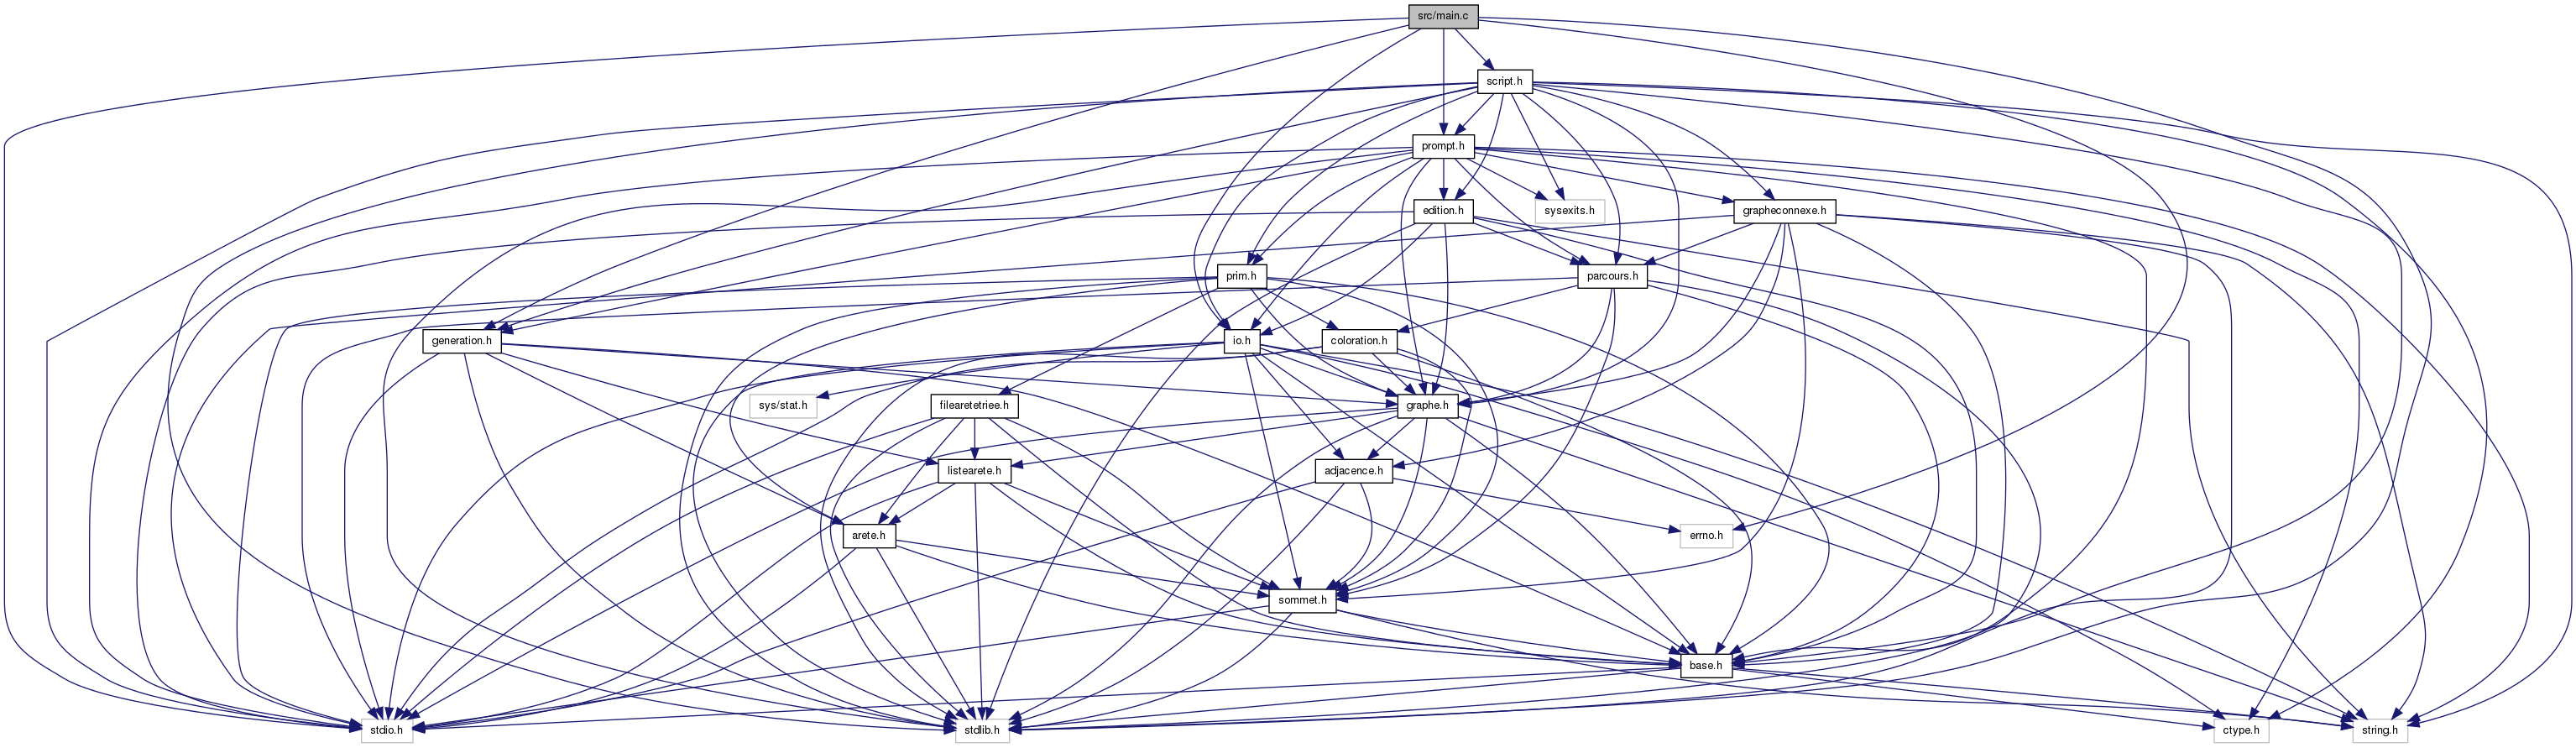 src/main.c
script.h
prompt.h
edition.h
sysexits.h
grapheconnexe.h
prim.h
parcours.h
generation.h
io.h
coloration.h
sys/stat.h
filearetetriee.h
graphe.h
listearete.h
adjacence.h
arete.h
errno.h
sommet.h
base.h
stdio.h
stdlib.h
ctype.h
string.h